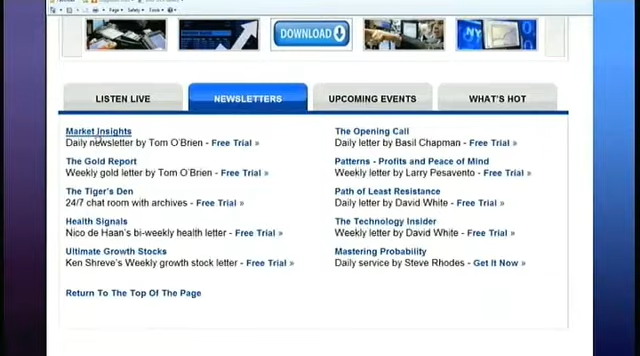 Page
Safety
Tools
DOWNLOAD
NY
LISTEN LIVE
NEWSLETTERS
UPCOMING EVENTS
WHAT'S HOT
Market Insights
Daily newsletter by Tom O'Brien - Free Trial »
The Gold Report
Weekly gold letter by Tom O'Brien - Free Trial »
The Tiger's Den
24/7 chat room with archives - Free Trial »
Health Signals
Nico de Haan's bi-weekly health letter - Free Trial »
Ultimate Growth Stocks
Ken Shreve's Weekly growth stock letter - Free Trial »
Return To The Top Of The Page
The Opening Call
Daily letter by Basil Chapman - Free Trial »
Patterns - Profits and Peace of Mind
Weekly letter by Larry Pesavento - Free Trial »
Path of Least Resistance
Daily letter by David White - Free Trial »
The Technology Insider
Weekly letter by David White - Free Trial »
Mastering Probability
Daily service by Steve Rhodes - Get It Now »